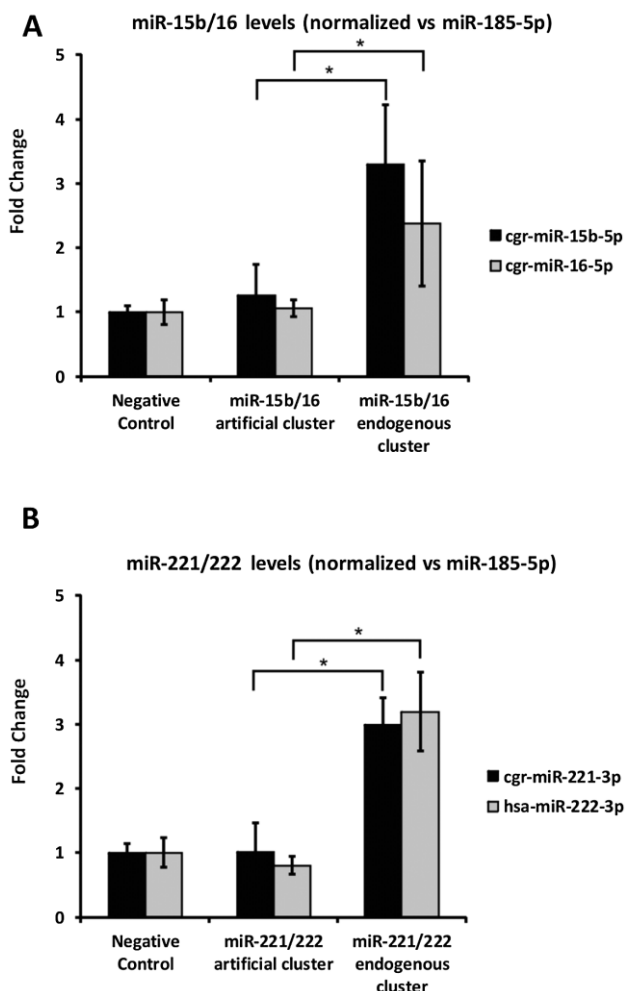 A
miR-15b/16 levels (normalized vs miR-185-5p)
5
4
3
2
1
0
Fold Change
*
*
cgr-miR-15b-5p
cgr-miR-16-5p
Negative
Control
miR-15b/16
artificial cluster
miR-15b/16
endogenous
cluster
B
miR-221/222 levels (normalized vs miR-185-5p)
5
4
3
2
1
0
Fold Change
*
*
cgr-miR-221-3p
hsa-miR-222-3p
Negative
Control
miR-221/222
artificial cluster
miR-221/222
endogenous
cluster